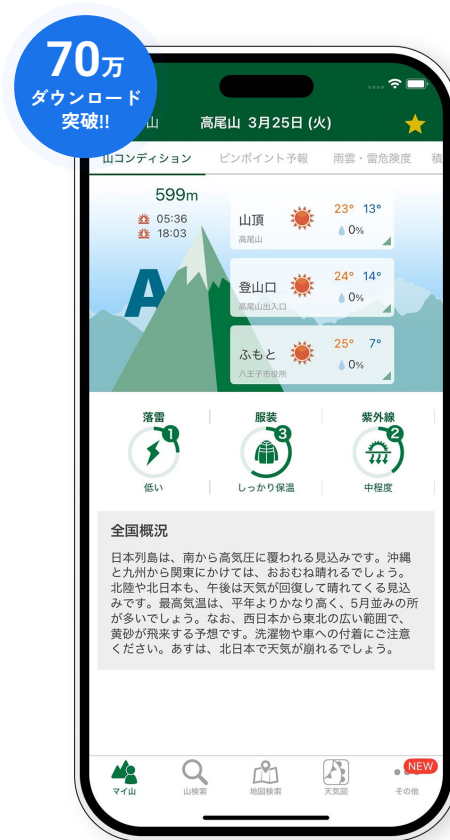 70万
ダウンロード
突破!!
山
高尾山 3月25日 (火)
山コンディション
ピンポイント予報
雨雲・雷危険度
積
599m
05:36
18:03
A
山頂
高尾山
23° 13°
0%
登山口
高尾山出入口
24° 14°
0%
ふもと
八王子市役所
25° 7°
0%
落雷
1
低い
服装
3
しっかり保温
紫外線
2
中程度
全国概況
日本列島は、南から高気圧に覆われる見込みです。沖縄
と九州から関東にかけては、おおむね晴れるでしょう。
北陸や北日本も、午後は天気が回復して晴れてくる見込
みです。最高気温は、平年よりかなり高く、5月並みの所
が多いでしょう。なお、西日本から東北の広い範囲で、
黄砂が飛来する予想です。洗濯物や車への付着にご注意
ください。あすは、北日本で天気が崩れるでしょう。
マイ山
山検索
地図検索
天気図
NEW
その他